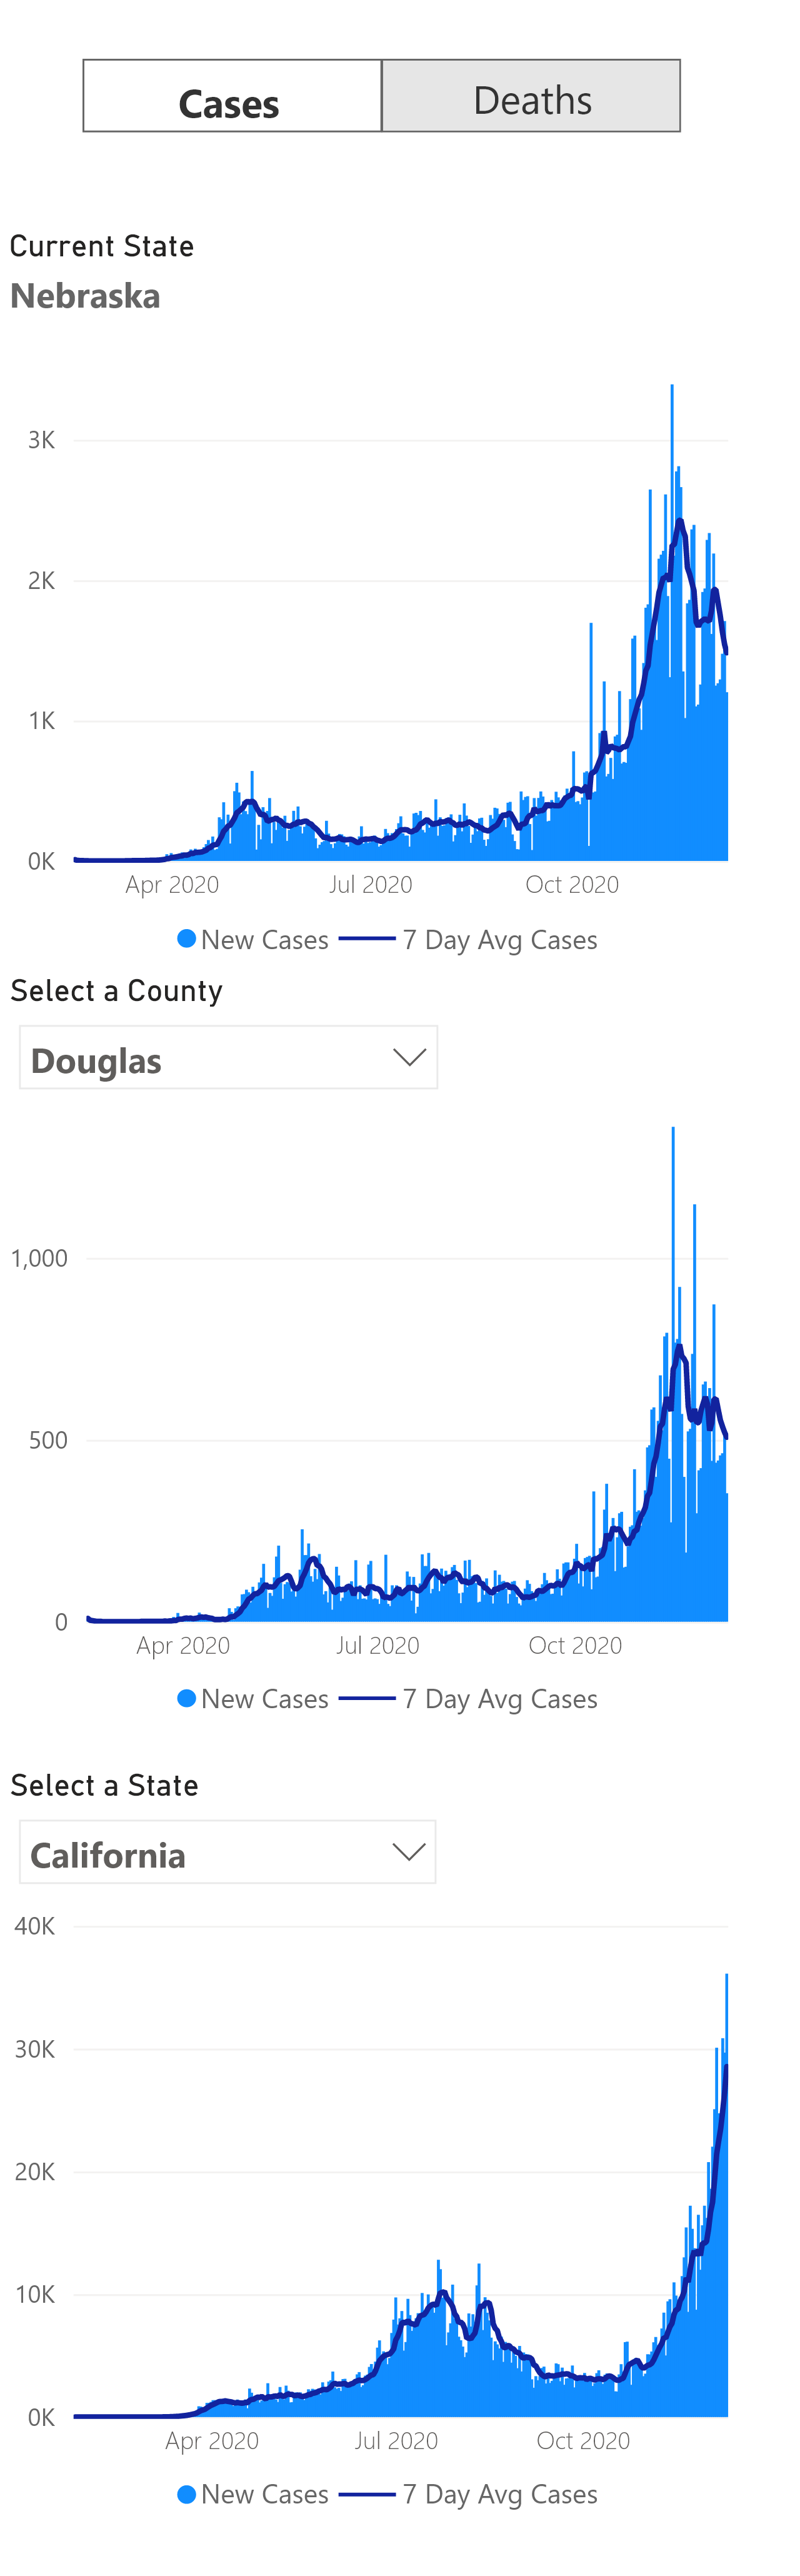 Cases Deaths
Current State
Nebraska
3K
2K
1K
0K
Apr 2020 Jul 2020 Oct 2020
New Cases 7 Day Avg Cases
Select a County
Douglas
1,000
500
0
Apr 2020 Jul 2020 Oct 2020
New Cases 7 Day Avg Cases
Select a State
California
40K
30K
20K
10K
0K
Apr 2020 Jul 2020 Oct 2020
New Cases 7 Day Avg Cases